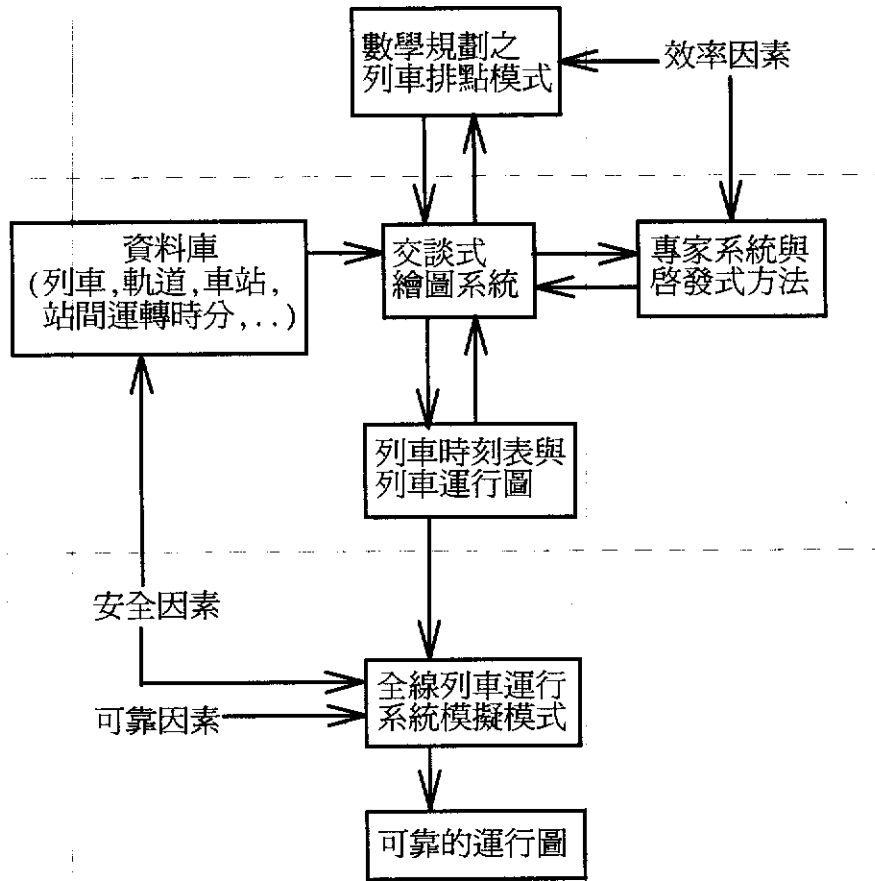 數學規劃之
列車排點模式
效率因素
資料庫
(列車,軌道,車站,
站間運轉時分,..)
交談式
繪圖系統
專家系統與
啓發式方法
列車時刻表與
列車運行圖
安全因素
可靠因素
全線列車運行
系統模擬模式
可靠的運行圖